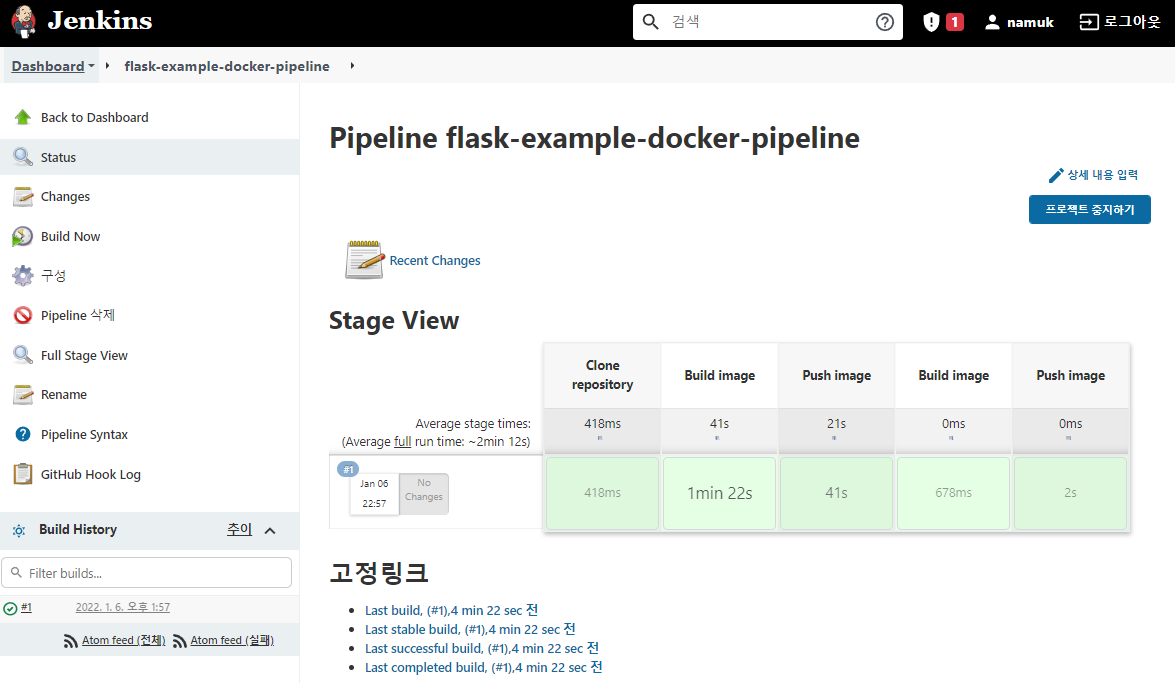 Jenkins
검색
1
namuk
로그아웃
Dashboard
flask-example-docker-pipeline
Back to Dashboard
Status
Changes
Build Now
구성
Pipeline 삭제
Full Stage View
Rename
Pipeline Syntax
GitHub Hook Log
Build History 추이
Filter builds...
#1 2022. 1. 6. 오후 1:57
Atom feed (전체) Atom feed (실패)
Pipeline flask-example-docker-pipeline
상세 내용 입력
프로젝트 중지하기
Recent Changes
Stage View
Clone repository Build image Push image Build image Push image
Average stage times: 418ms 41s 21s 0ms 0ms
(Average full run time: ~2min 12s)
#1
Jan 06 No
22:57 Changes
418ms 1min 22s 41s 678ms 2s
고정링크
Last build, (#1),4 min 22 sec 전
Last stable build, (#1),4 min 22 sec 전
Last successful build, (#1),4 min 22 sec 전
Last completed build, (#1),4 min 22 sec 전